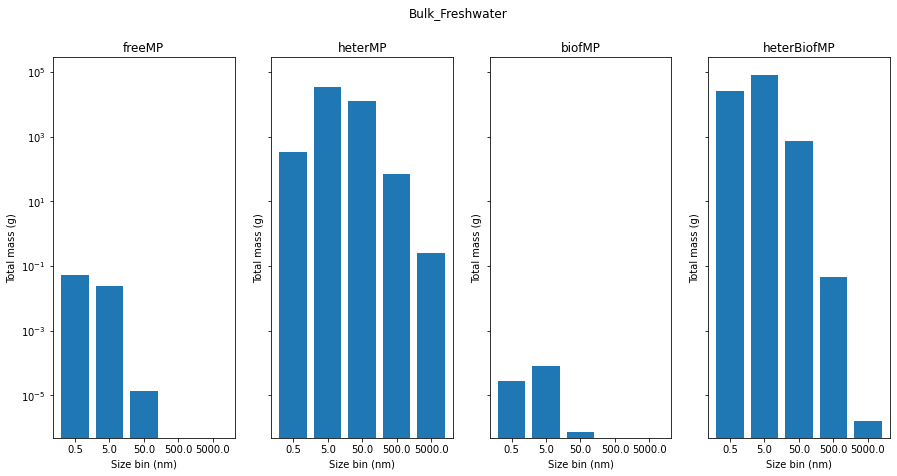 Bulk_Freshwater
freeMP
heterMP
biofMP
heterBiofMP
10^5
10^3
10^1
10^-1
10^-3
10^-5
Total mass (g)
Total mass (g)
Total mass (g)
Total mass (g)
0.5 5.0 50.0 500.0 5000.0
0.5 5.0 50.0 500.0 5000.0
0.5 5.0 50.0 500.0 5000.0
0.5 5.0 50.0 500.0 5000.0
Size bin (nm)
Size bin (nm)
Size bin (nm)
Size bin (nm)